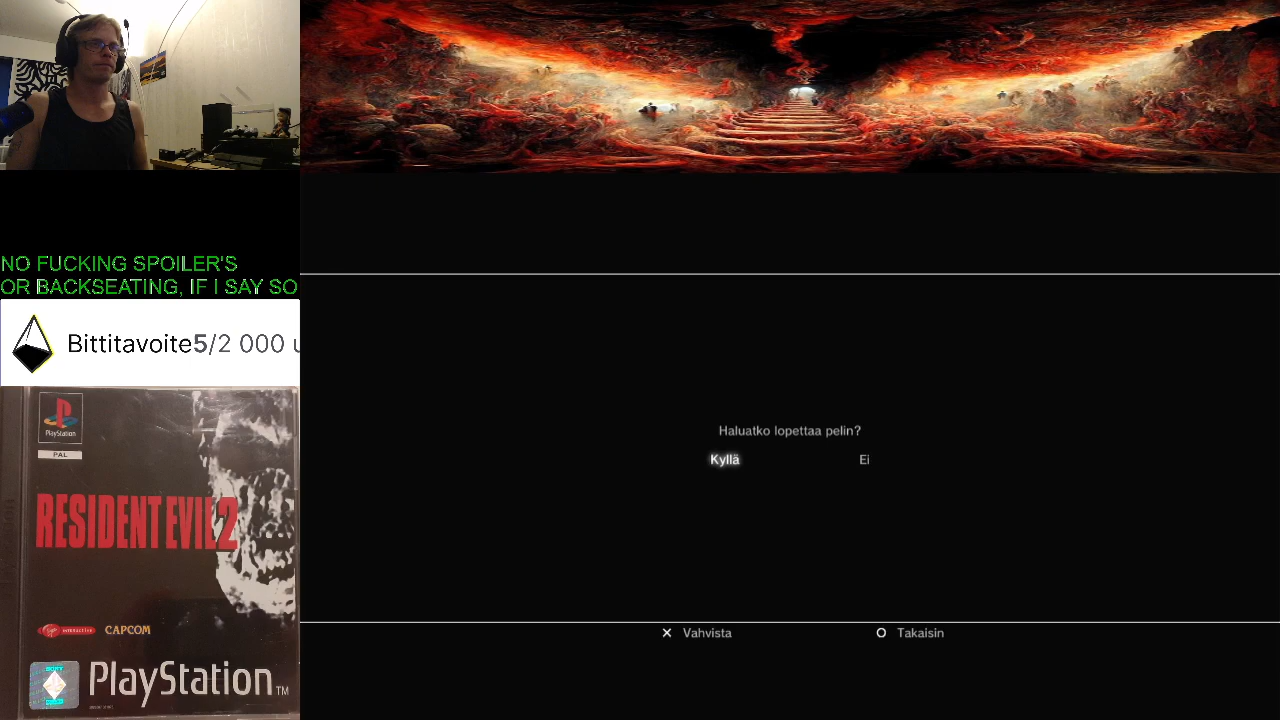 NO FUCKING SPOILER'S
OR BACKSEATING, IF I SAY SO
Bittitavoite5/2 000 u
PlayStation
PAL
RESIDENT EVIL 2
CAPCOM
PlayStation TM
Haluatko lopettaa pelin?
Kyllä Ei
X Vahvista O Takaisin